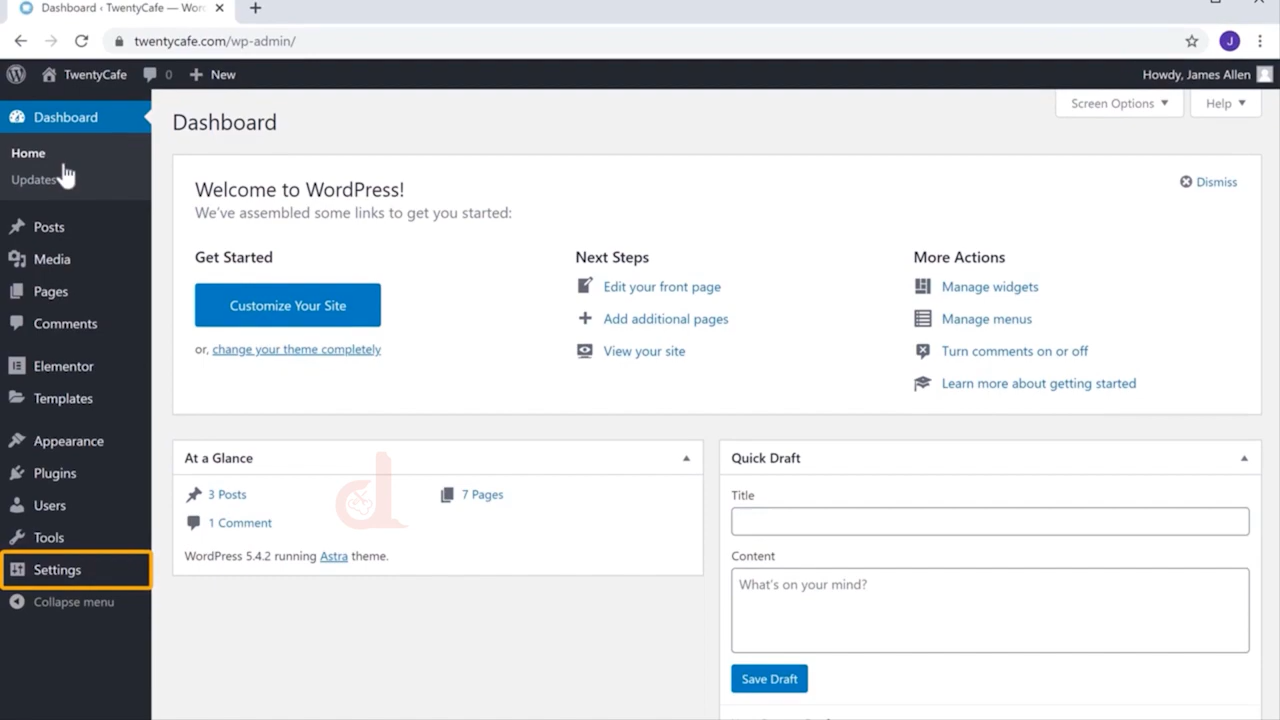 Dashboard ‹ TwentyCafe — Wor
twentycafe.com/wp-admin/
J
TwentyCafe
0
New
Howdy, James Allen
Dashboard
Home
Updates
Posts
Media
Pages
Comments
Elementor
Templates
Appearance
Plugins
Users
Tools
Settings
Collapse menu
Dashboard
Screen Options
Help
Welcome to WordPress!
We've assembled some links to get you started:
Dismiss
Get Started
Customize Your Site
or, change your theme completely
Next Steps
Edit your front page
Add additional pages
View your site
More Actions
Manage widgets
Manage menus
Turn comments on or off
Learn more about getting started
At a Glance
3 Posts
7 Pages
1 Comment
WordPress 5.4.2 running Astra theme.
Quick Draft
Title
Content
What's on your mind?
Save Draft